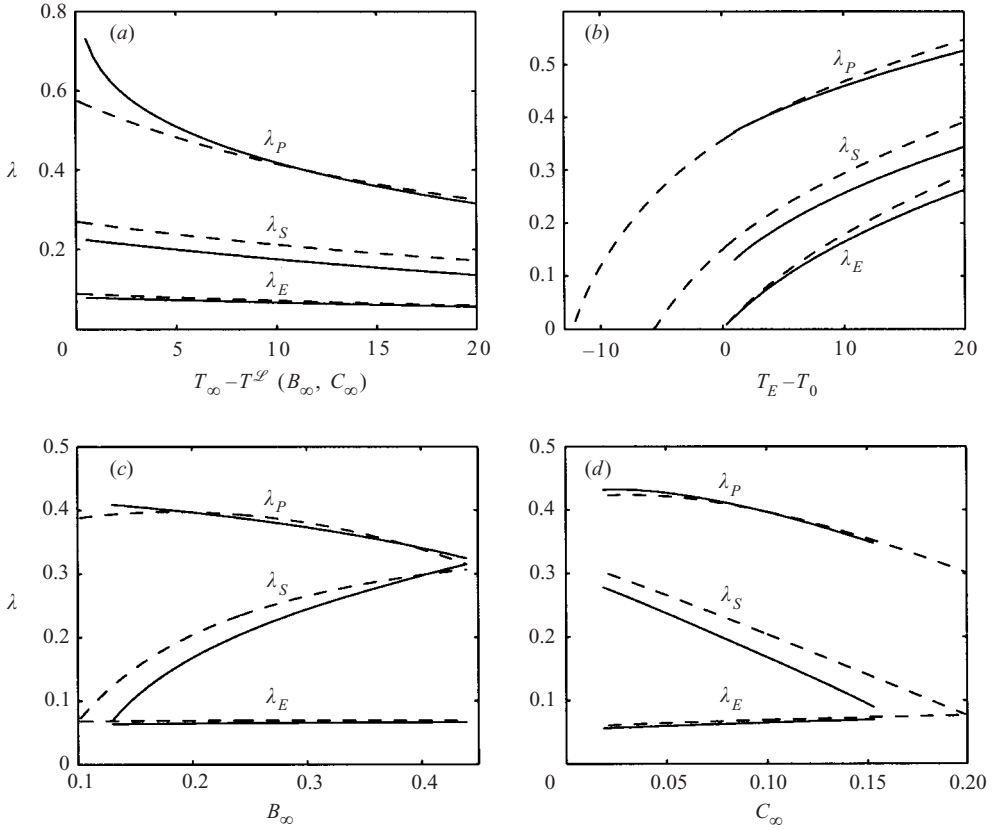 0.8 (a) 0.5 (b)
0.6 0.4
λ_P λ_P
λ 0.4 0.3 λ_S
0.2 λ_S 0.2
λ_E 0.1 λ_E
0
0 5 10 15 20 −10 0 10 20
T_∞ – T^ℒ (B_∞, C_∞) T_E – T_0
0.5 (c) 0.5 (d)
0.4 λ_P 0.4 λ_P
λ 0.3 λ_S 0.3 λ_S
0.2 0.2
0.1 λ_E 0.1 λ_E
0
0.1 0.2 0.3 0.4 0 0.05 0.10 0.15 0.20
B_∞ C_∞